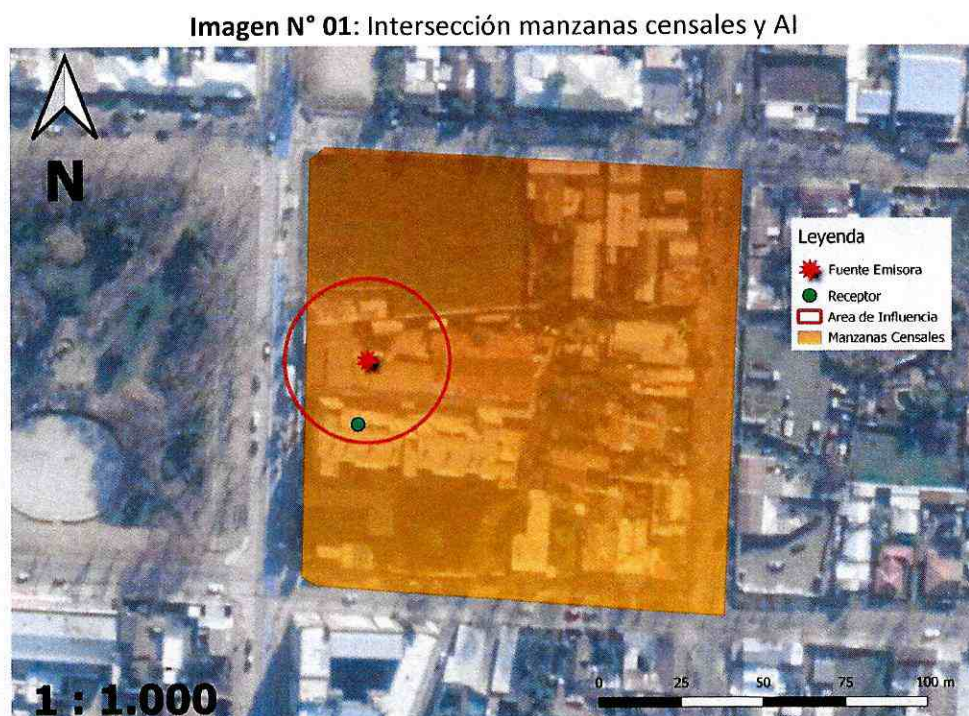 Imagen N° 01: Intersección manzanas censales y AI
N
Leyenda
Fuente Emisora
Receptor
Area de Influencia
Manzanas Censales
1 : 1.000
0 25 50 75 100 m